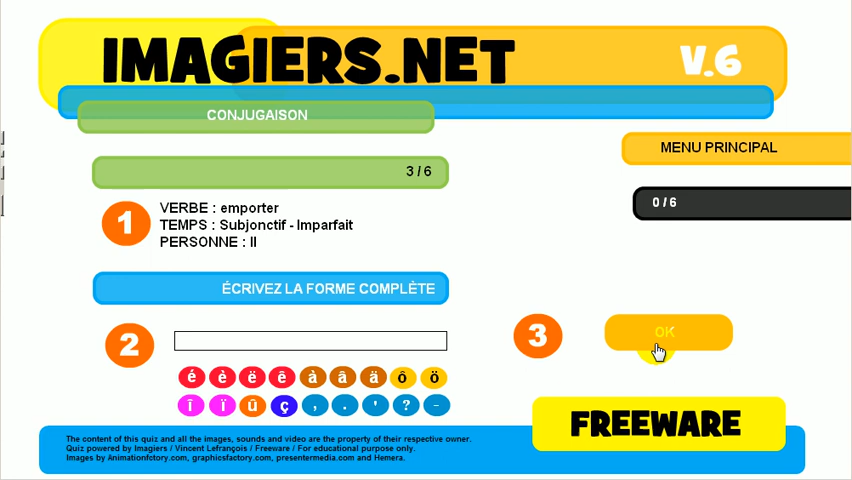 IMAGIERS.NET
V.6
CONJUGAISON
MENU PRINCIPAL
3 / 6
0 / 6
1
VERBE : emporter
TEMPS : Subjonctif - Imparfait
PERSONNE : Il
ÉCRIVEZ LA FORME COMPLÈTE
2
3
OK
é è ë ê à â ä ô ö
î ï û ç , . ' ? -
FREEWARE
The content of this quiz and all the images, sounds and video are the property of their respective owner.
Quiz powered by Imagiers / Vincent Lefrançois / Freeware / For educational purpose only.
Images by Animationfctory.com, graphicsfactory.com, presentermedia.com and Hemera.